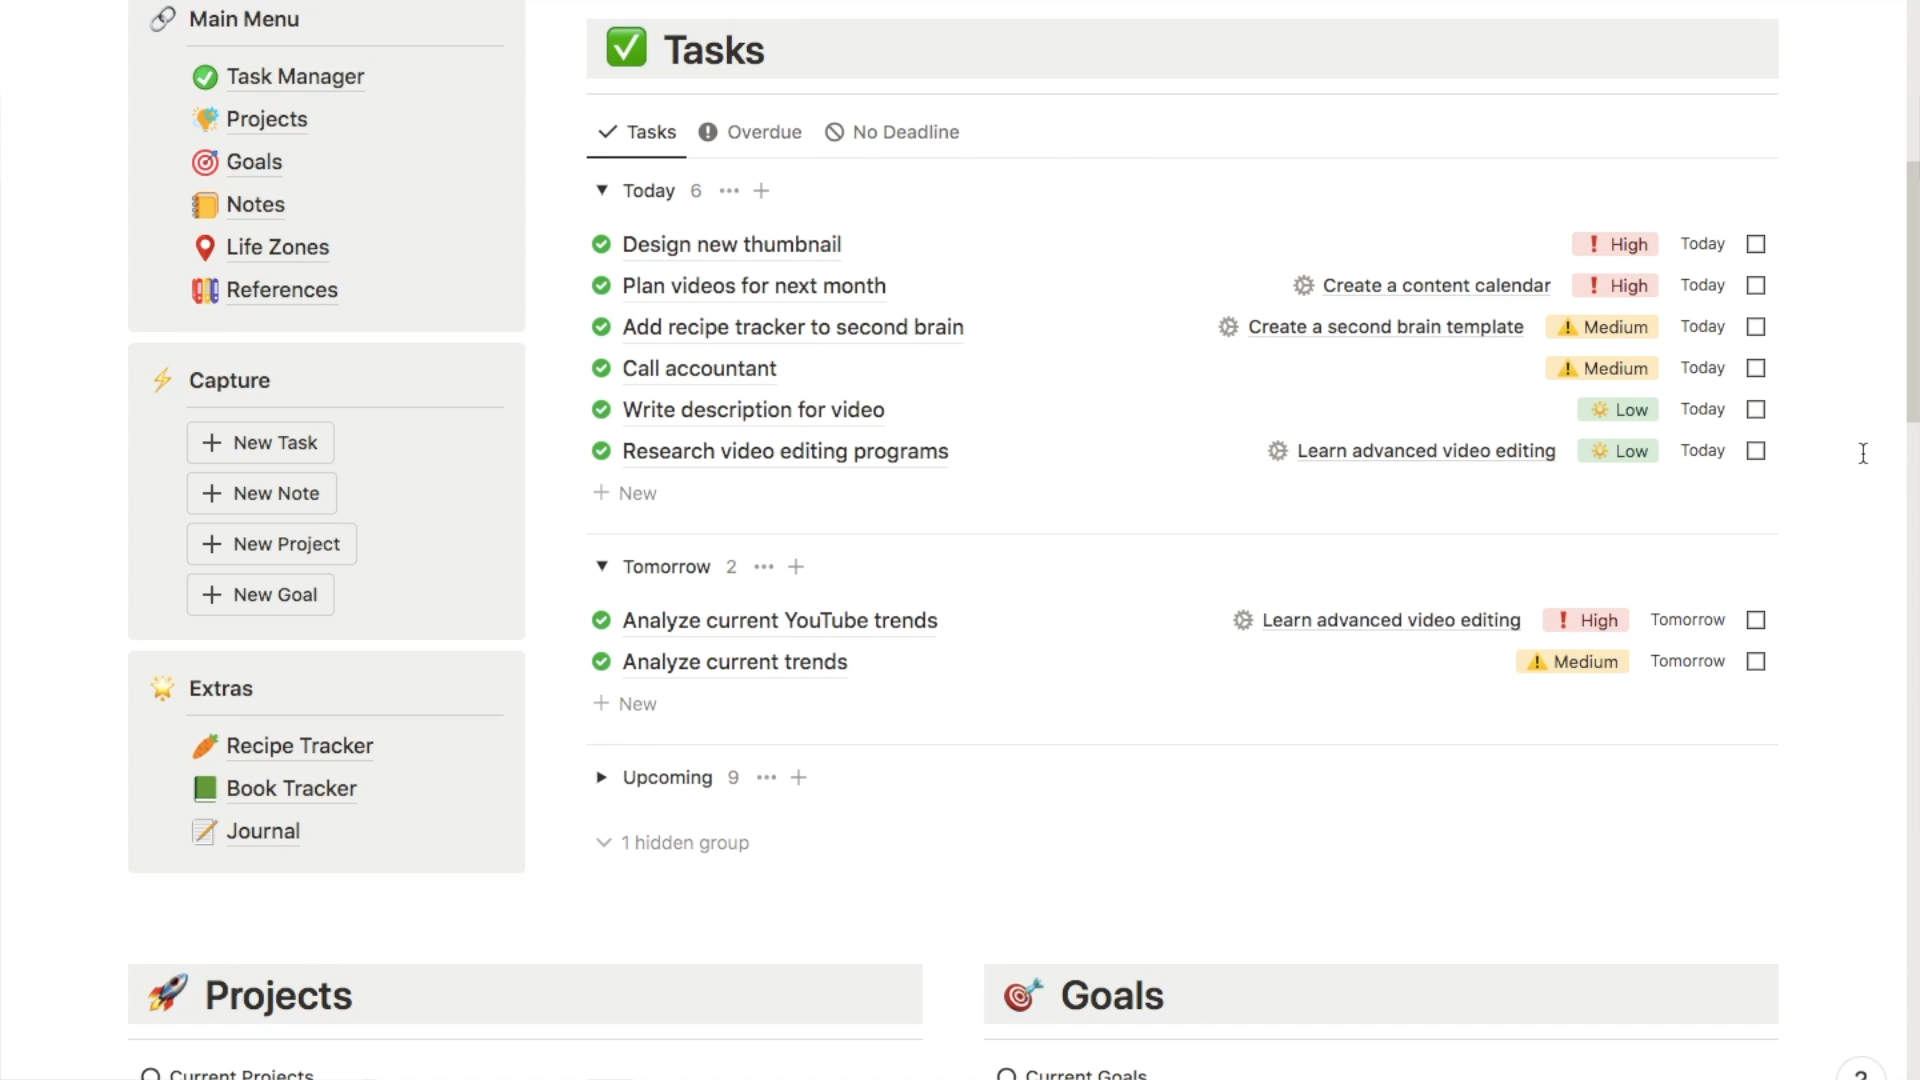 Main Menu
Task Manager
Projects
Goals
Notes
Life Zones
References
Capture
New Task
New Note
New Project
New Goal
Extras
Recipe Tracker
Book Tracker
Journal
Tasks
Tasks Overdue No Deadline
Today 6
Design new thumbnail High Today
Plan videos for next month Create a content calendar High Today
Add recipe tracker to second brain Create a second brain template Medium Today
Call accountant Medium Today
Write description for video Low Today
Research video editing programs Learn advanced video editing Low Today
New
Tomorrow 2
Analyze current YouTube trends Learn advanced video editing High Tomorrow
Analyze current trends Medium Tomorrow
New
Upcoming 9
1 hidden group
Projects
Current Projects
Goals
Current Goals
?